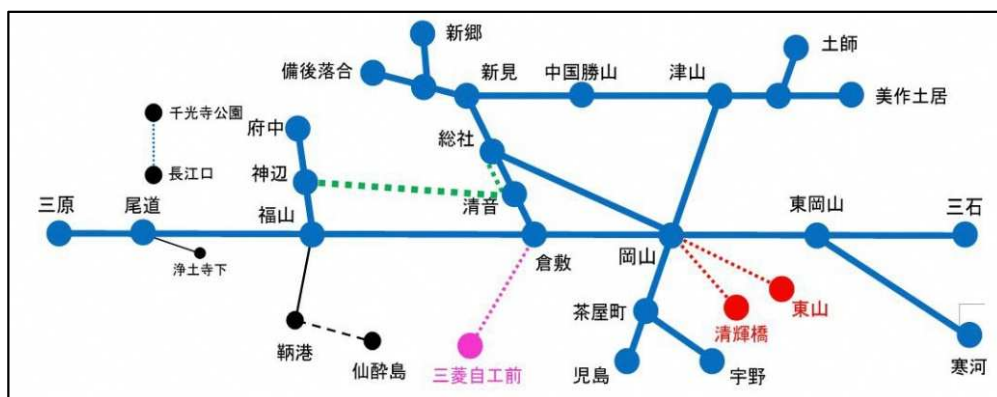 新郷
備後落合
新見
中国勝山
津山
土師
美作土居
千光寺公園
府中
総社
長江口
神辺
清音
三原
尾道
福山
倉敷
岡山
東岡山
三石
浄土寺下
茶屋町
東山
清輝橋
鞆港
仙酔島
三菱自工前
児島
宇野
寒河